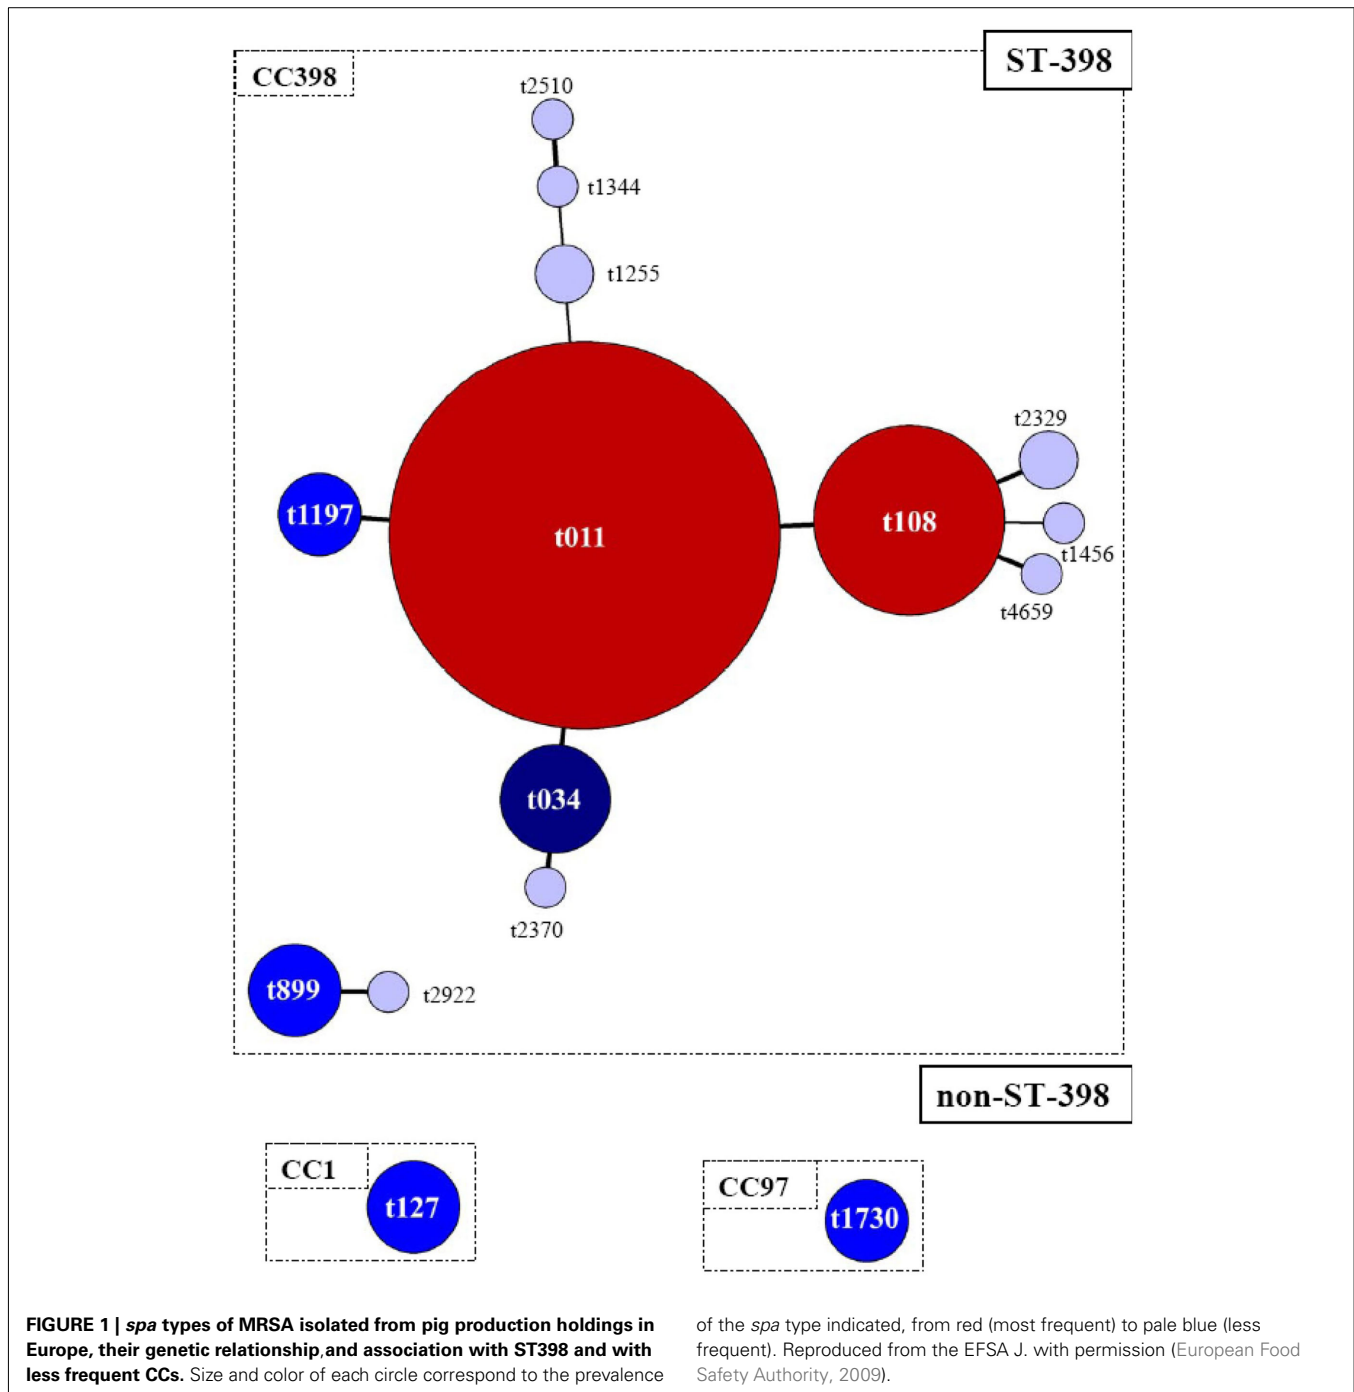 ST-398
CC398
t2510
t1344
t1255
t2329
t1197
t011
t108
t1456
t4659
t034
t2370
t899
t2922
non-ST-398
CC1
t127
CC97
t1730
FIGURE 1 | spa types of MRSA isolated from pig production holdings in
Europe, their genetic relationship, and association with ST398 and with
less frequent CCs. Size and color of each circle correspond to the prevalence
of the spa type indicated, from red (most frequent) to pale blue (less
frequent). Reproduced from the EFSA J. with permission (European Food
Safety Authority, 2009).